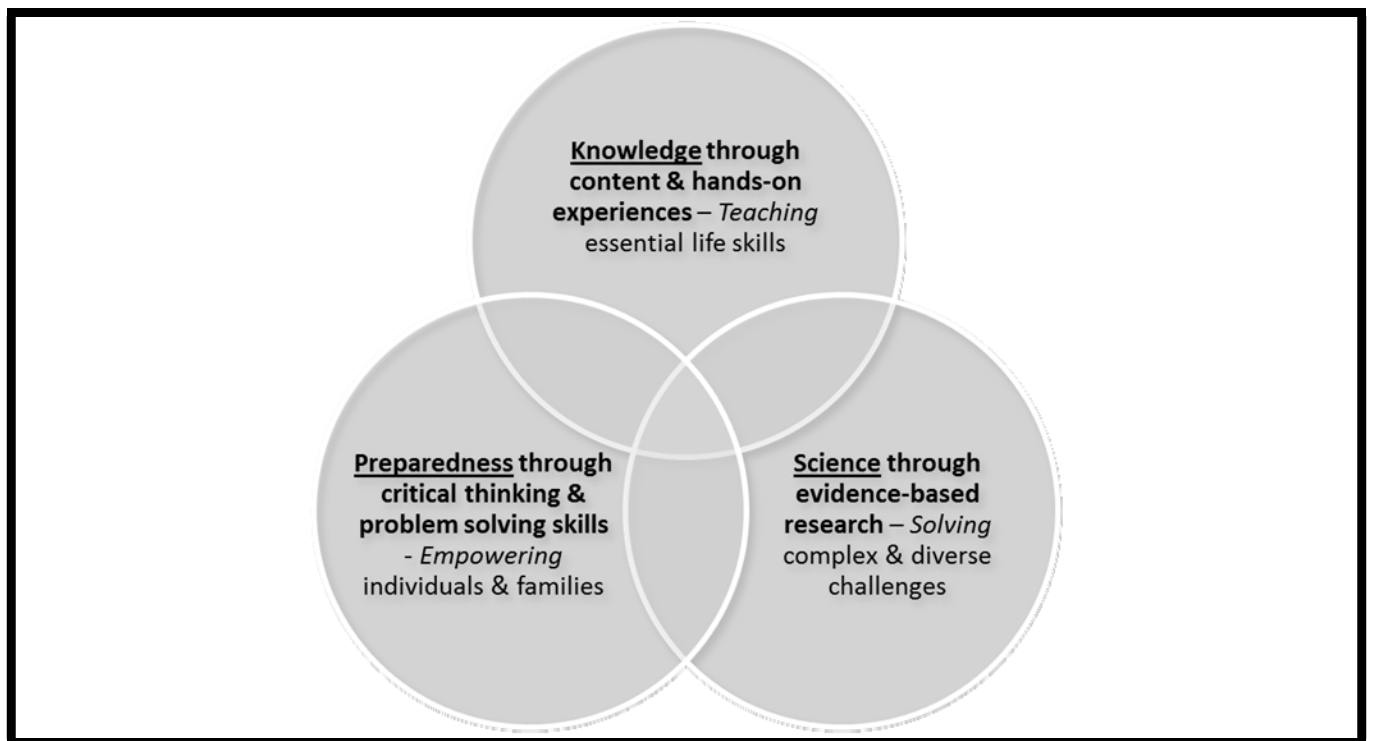 Knowledge through
content & hands-on
experiences – Teaching
essential life skills
Preparedness through
critical thinking &
problem solving skills
- Empowering
individuals & families
Science through
evidence-based
research – Solving
complex & diverse
challenges